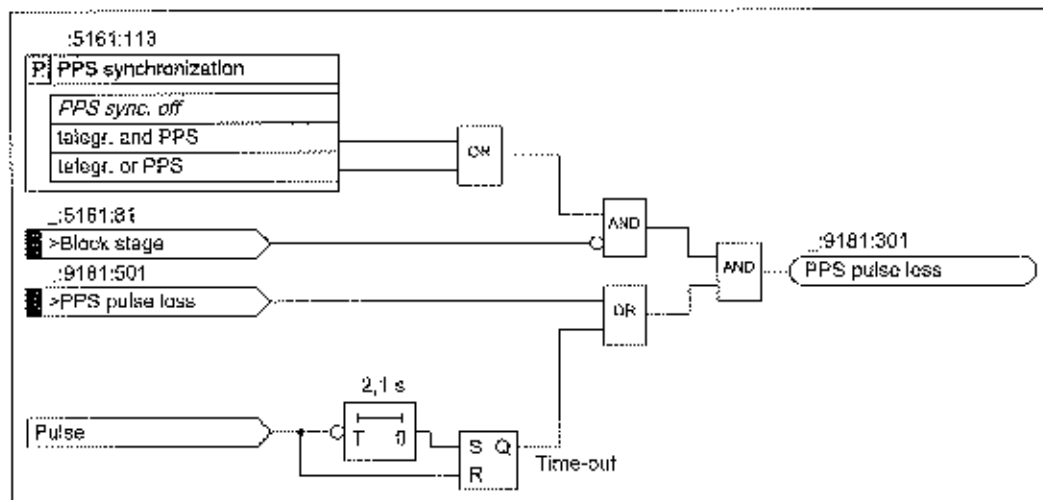 _:5161:113
P PPS synchronization
PPS sync. off
telegr. and PPS
telegr. or PPS
OR
_:5161:81
>Block stage
AND
_:9181:501
>PPS pulse loss
OR
AND
_:9181:301
PPS pulse loss
2,1 s
Pulse
T 0
S Q
R
Time-out